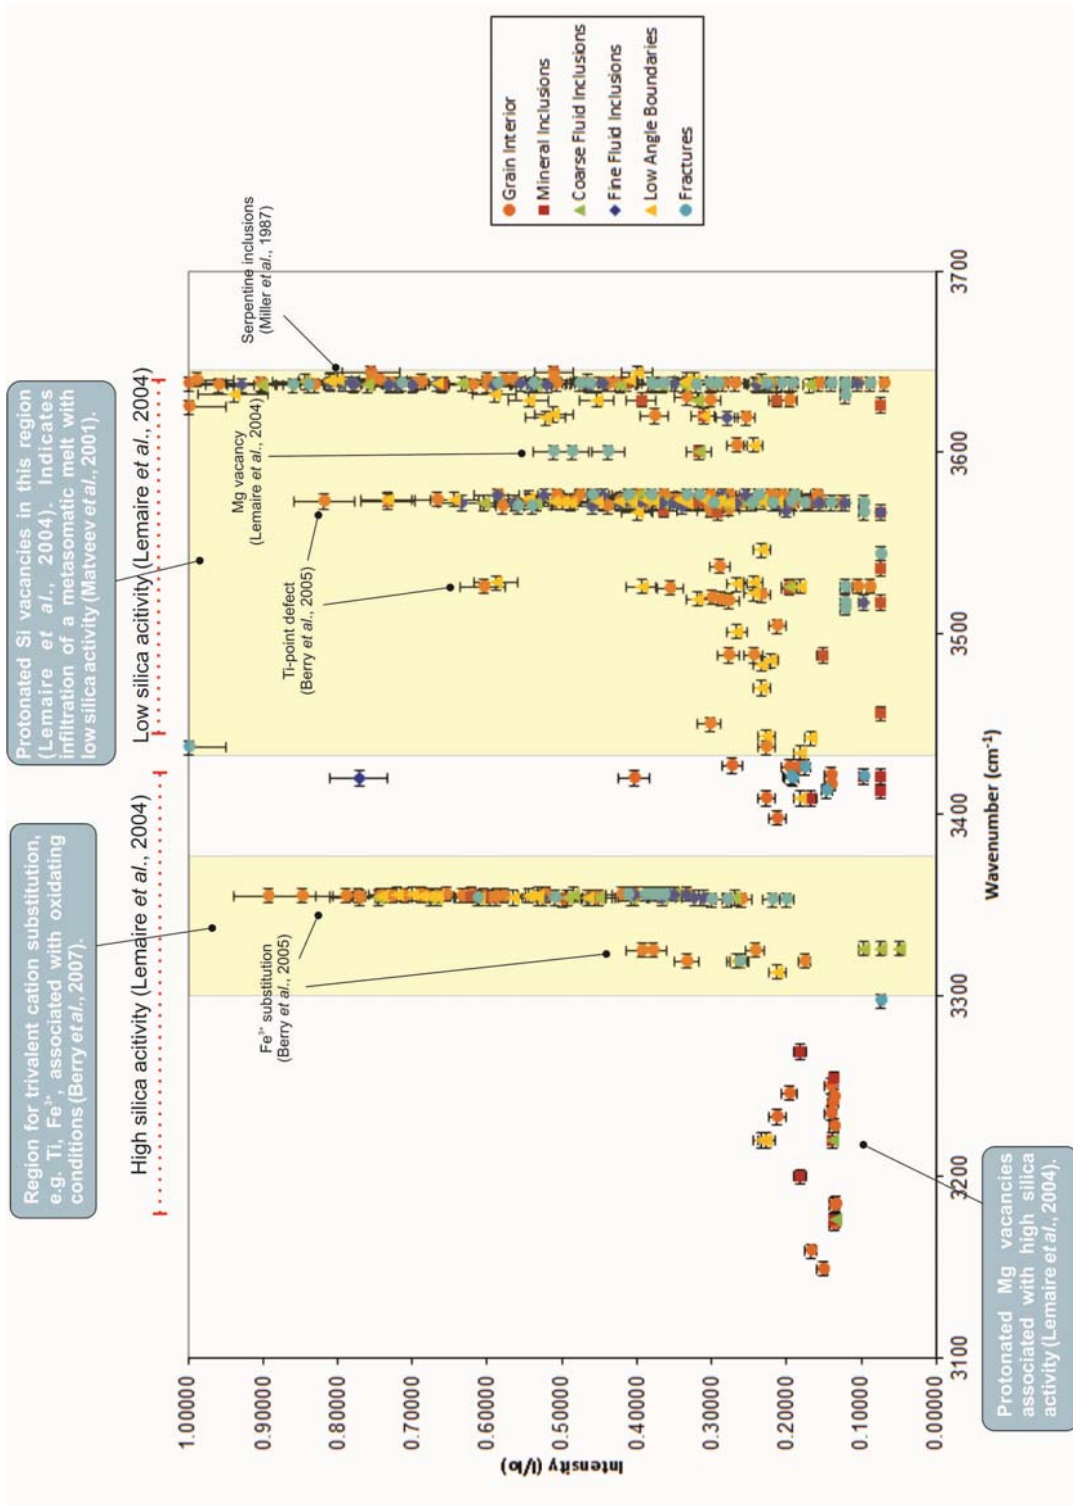 Region for trivalent cation substitution,
e.g. Ti, Fe³⁺, associated with oxidating
conditions (Berry et al., 2007).
Protonated Si vacancies in this region
(Lemaire et al., 2004). Indicates
infiltration of a metasomatic melt with
low silica activity (Matveev et al., 2001).
High silica acitivity (Lemaire et al., 2004)
Low silica acitivity (Lemaire et al., 2004)
Fe³⁺ substitution
(Berry et al., 2005)
Ti-point defect
(Berry et al., 2005)
Mg vacancy
(Lemaire et al., 2004)
Serpentine inclusions
(Miller et al., 1987)
Grain Interior
Mineral Inclusions
Coarse Fluid Inclusions
Fine Fluid Inclusions
Low Angle Boundaries
Fractures
Intensity (I/Io)
1.00000
0.90000
0.80000
0.70000
0.60000
0.50000
0.40000
0.30000
0.20000
0.10000
0.00000
3100
3200
3300
3400
3500
3600
3700
Wavenumber (cm⁻¹)
Protonated Mg vacancies
associated with high silica
activity (Lemaire et al., 2004).